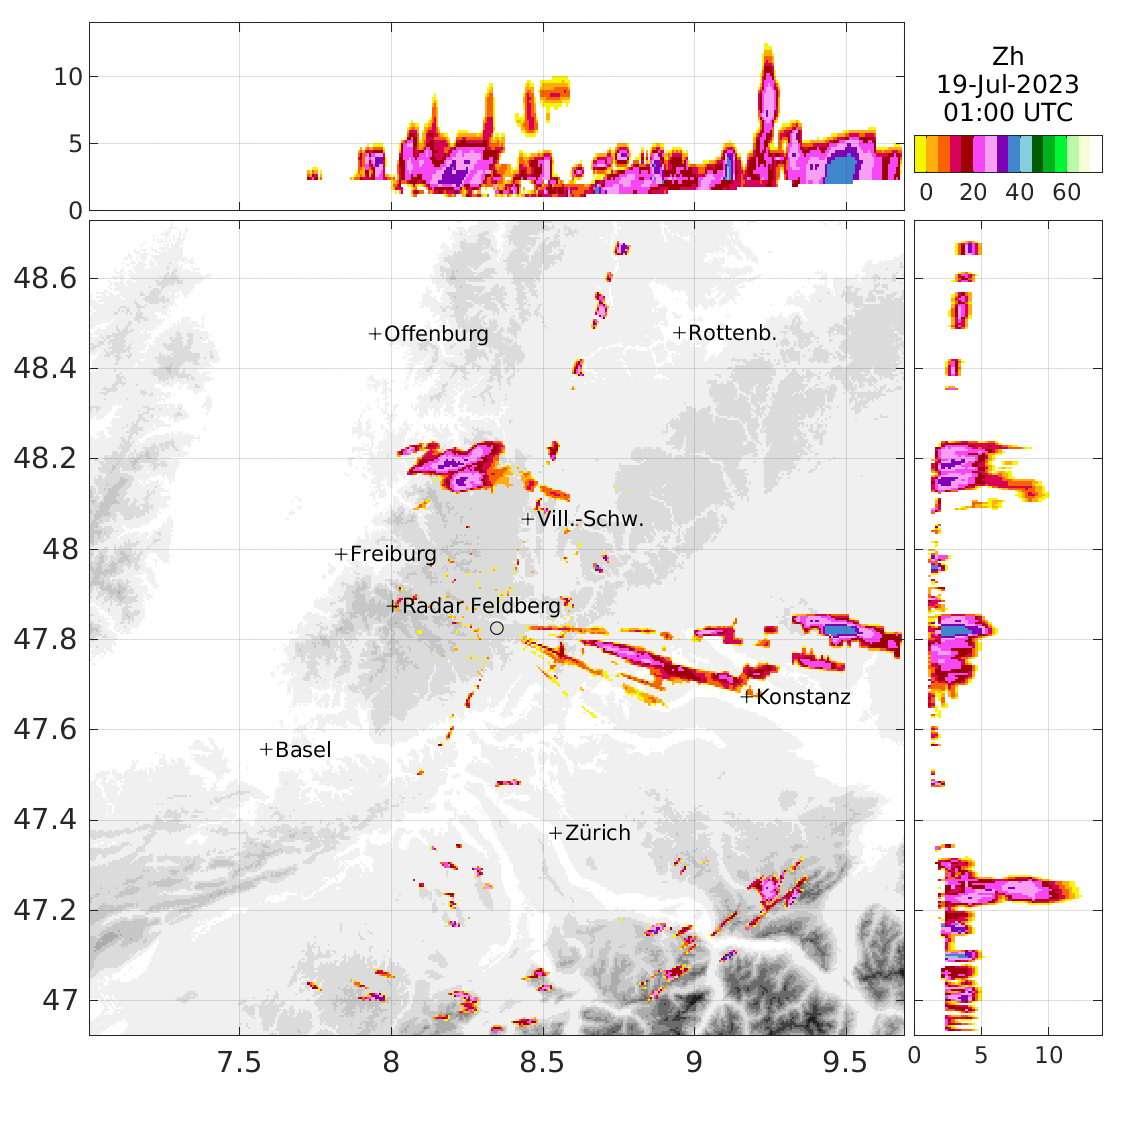 Zh
19-Jul-2023
01:00 UTC
0 20 40 60
10
5
0
48.6
48.4
48.2
48
47.8
47.6
47.4
47.2
47
+Offenburg
+Rottenb.
+Vill.-Schw.
+Freiburg
+Radar Feldberg
+Konstanz
+Basel
+Zürich
7.5 8 8.5 9 9.5
0 5 10